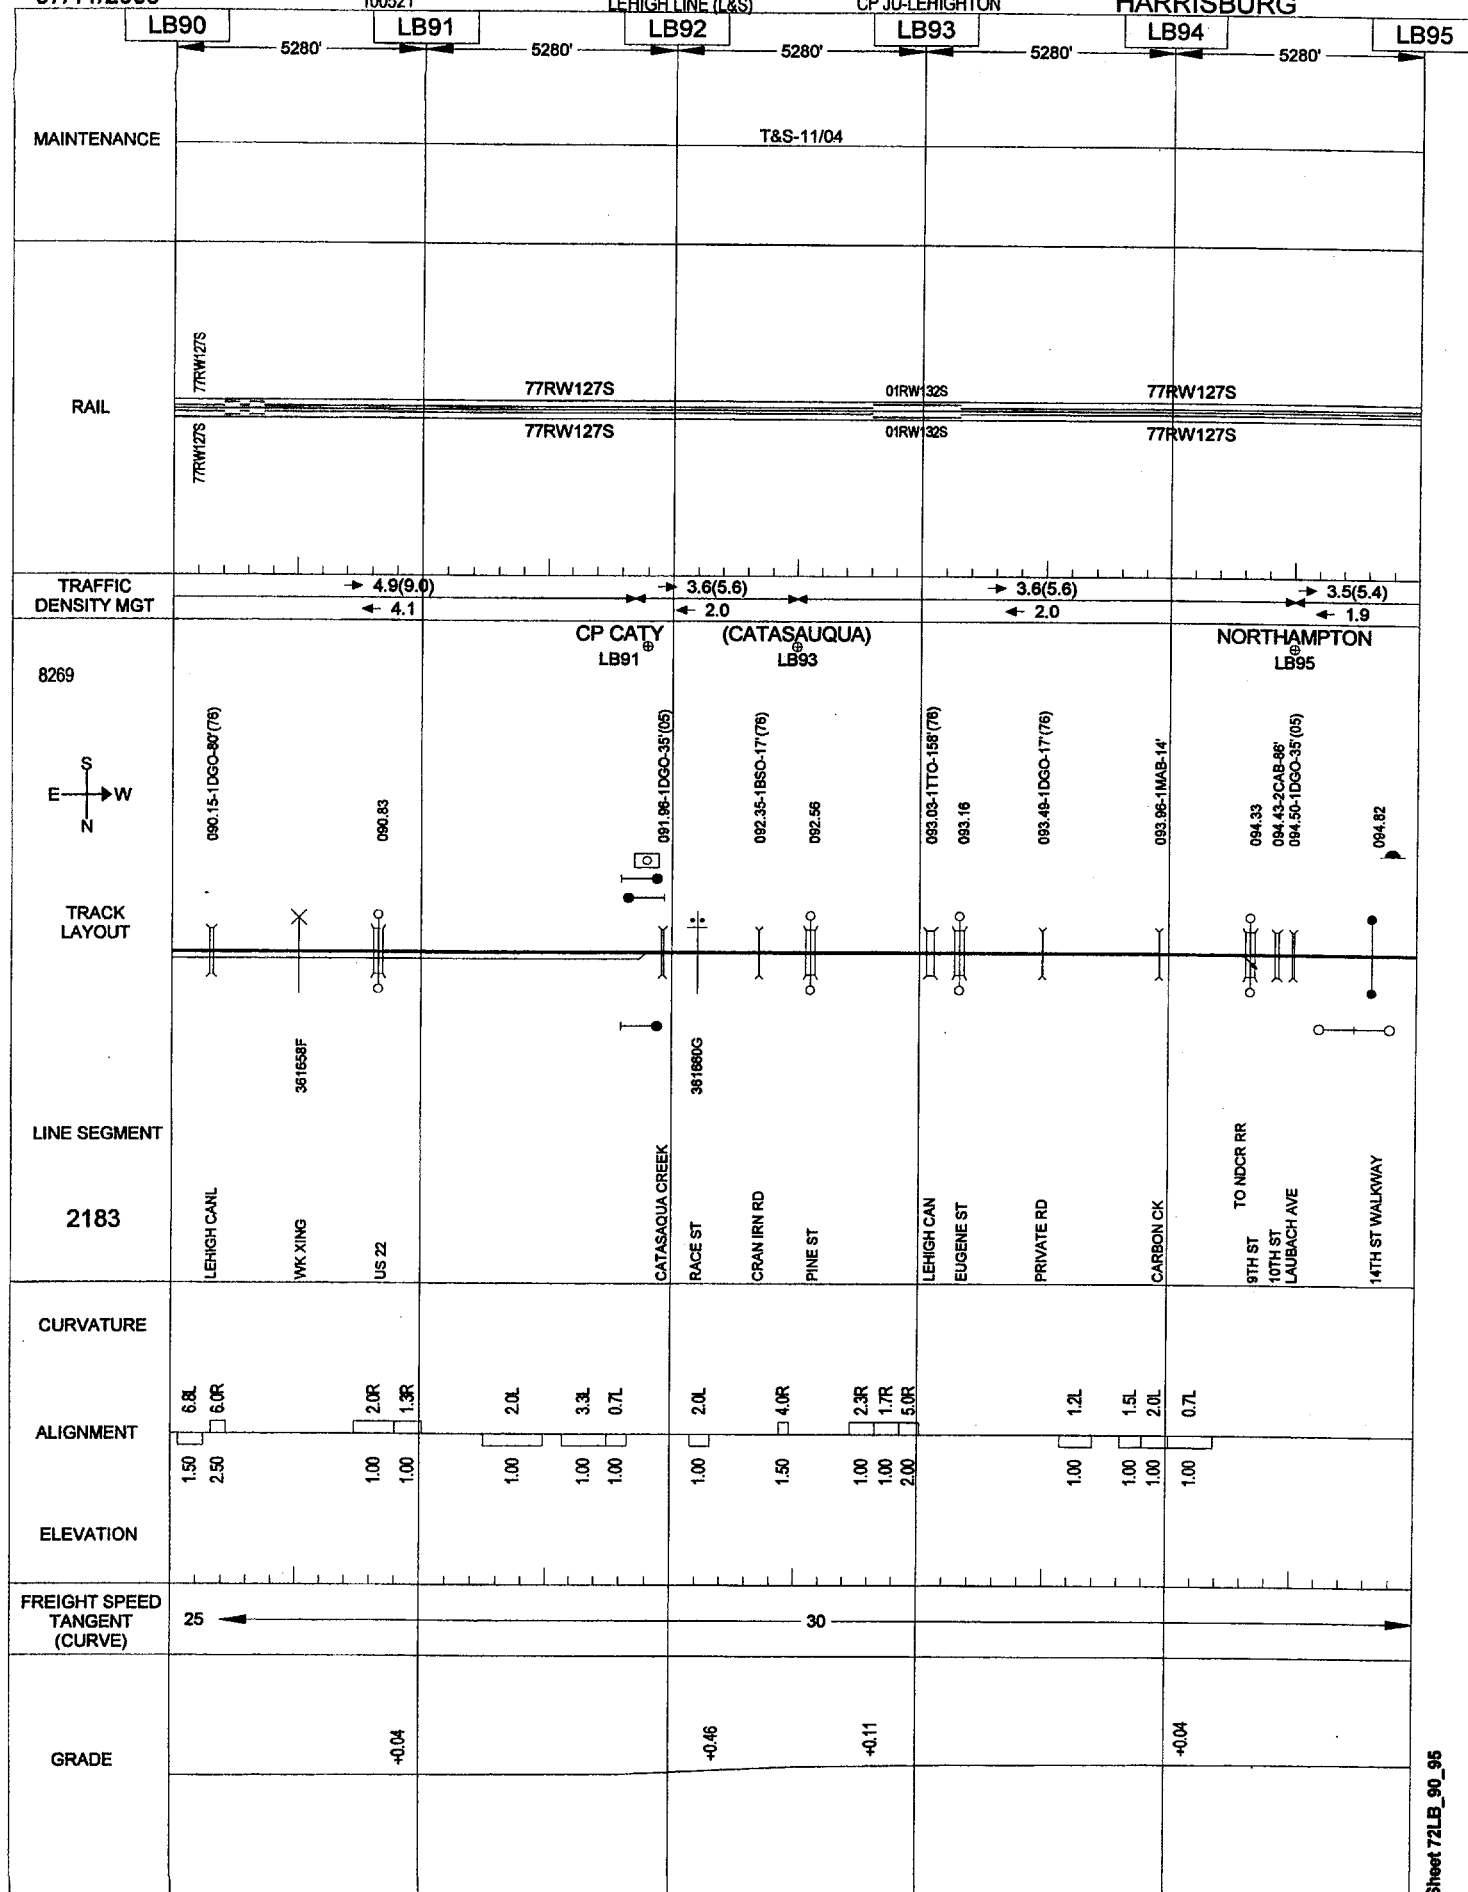 100521
LEHIGH LINE (L&S)
CP JU-LEHIGHTON
HARRISBURG
LB90 LB91 LB92 LB93 LB94 LB95
5280' 5280' 5280' 5280' 5280'
MAINTENANCE
T&S-11/04
RAIL
77RW127S
77RW127S 01RW132S 77RW127S
77RW127S
77RW127S 01RW132S 77RW127S
TRAFFIC
DENSITY MGT
→ 4.9(9.0) → 3.6(5.6) → 3.6(5.6) → 3.5(5.4)
← 4.1 ← 2.0 ← 2.0 ← 1.9
CP CATY (CATASAUQUA) NORTHAMPTON
LB91 LB93 LB95
8269
S
E W
N
090.15-1DGO-80'(76)
090.83
091.96-1DGO-35'(05)
092.35-1BSO-17'(76)
092.56
093.03-1TTO-158'(76)
093.16
093.49-1DGO-17'(76)
093.96-1MAB-14'
094.33
094.43-2CAB-86'
094.50-1DGO-35'(05)
094.82
TRACK
LAYOUT
361658F
361660G
LINE SEGMENT
2183
LEHIGH CANL
WK XING
US 22
CATASAQUA CREEK
RACE ST
CRAN IRN RD
PINE ST
LEHIGH CAN
EUGENE ST
PRIVATE RD
CARBON CK
TO NDCR RR
9TH ST
10TH ST
LAUBACH AVE
14TH ST WALKWAY
CURVATURE
6.8L 6.0R 2.0R 1.3R 2.0L 3.3L 0.7L 2.0L 4.0R 2.3R 1.7R 5.0R 1.2L 1.5L 2.0L 0.7L
ALIGNMENT
1.50 2.50 1.00 1.00 1.00 1.00 1.00 1.00 1.50 1.00 1.00 2.00 1.00 1.00 1.00 1.00
ELEVATION
FREIGHT SPEED
TANGENT
(CURVE)
25 30
GRADE
+0.04 +0.46 +0.11 +0.04
Sheet 72LB_90_95